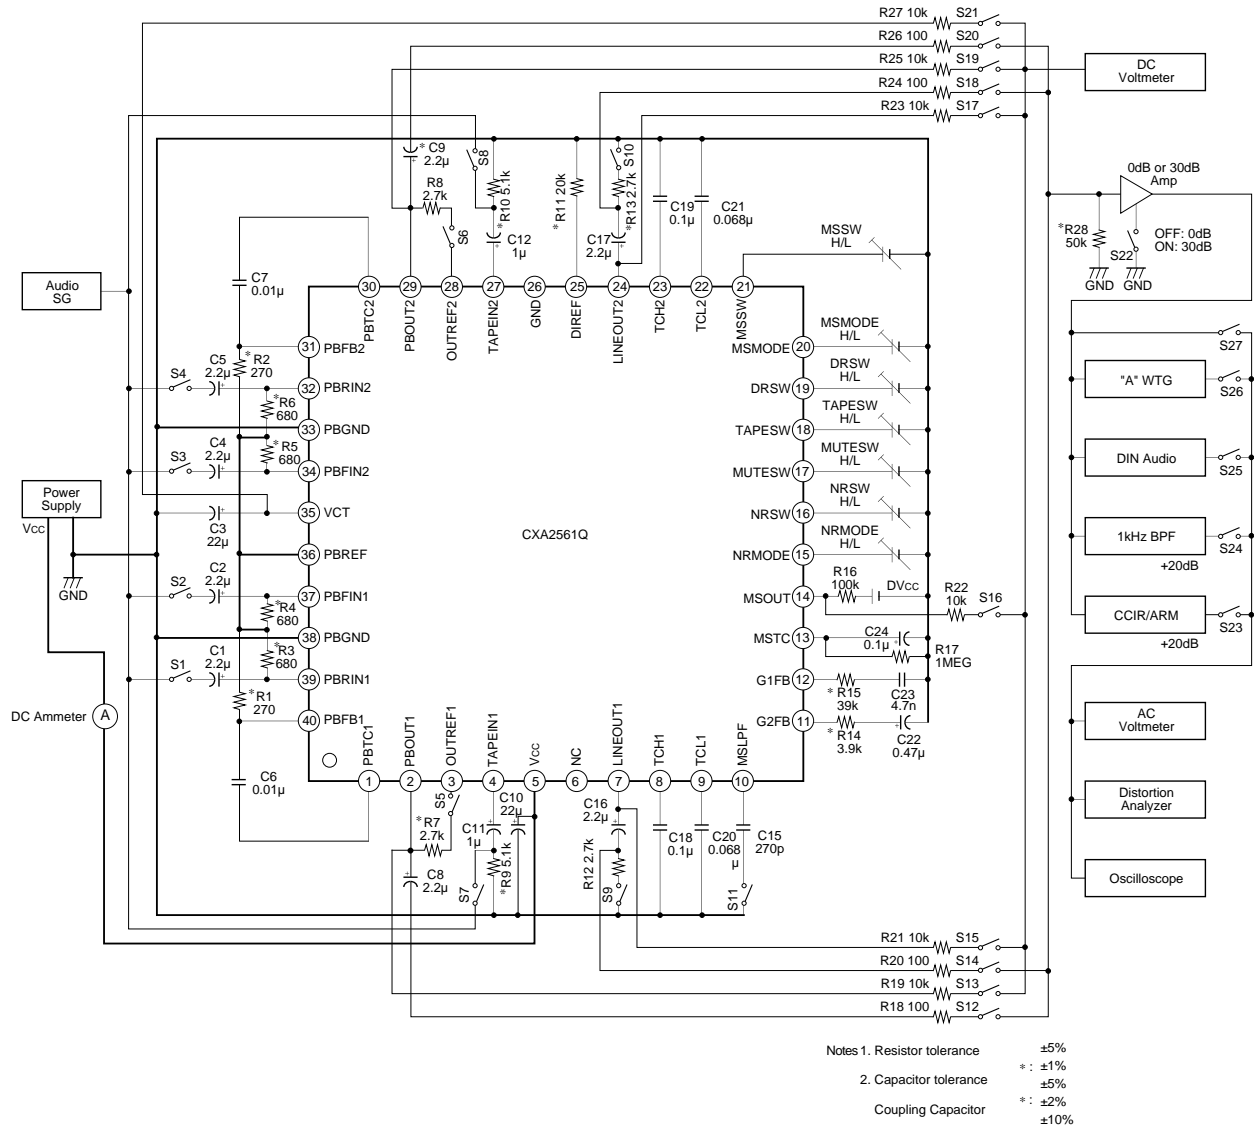 R27 10k S21
R26 100 S20
R25 10k S19
R24 100 S18
R23 10k S17
DC
Voltmeter
* C9
2.2µ
S8
R8
2.7k
S6
*R10 5.1k
C12
1µ
*R11 20k
S10
*R13 2.7k
C17
2.2µ
C19
0.1µ
C21
0.068µ
MSSW
H/L
0dB or 30dB
Amp
*R28
50k
S22
OFF: 0dB
ON: 30dB
GND
GND
Audio
SG
C7
0.01µ
30
29
28
27
26
25
24
23
22
21
PBTC2
PBOUT2
OUTREF2
TAPEIN2
GND
DIREF
LINEOUT2
TCH2
TCL2
MSSW
31 PBFB2
* R2
270
S4
C5
2.2µ
32 PBRIN2
*R6
680
33 PBGND
*R5
680
S3
C4
2.2µ
34 PBFIN2
35 VCT
C3
22µ
36 PBREF
S2
C2
2.2µ
37 PBFIN1
*R4
680
38 PBGND
*R3
680
S1
C1
2.2µ
39 PBRIN1
*R1
270
40 PBFB1
Power
Supply
Vcc
GND
DC Ammeter A
CXA2561Q
MSMODE
H/L
MSMODE 20
DRSW
H/L
DRSW 19
TAPESW
H/L
TAPESW 18
MUTESW
H/L
MUTESW 17
NRSW
H/L
NRSW 16
NRMODE
H/L
NRMODE 15
R16
100k
DVcc
MSOUT 14
R22
10k
S16
MSTC 13
C24
0.1µ
R17
1MEG
G1FB 12
* R15
39k
C23
4.7n
G2FB 11
* R14
3.9k
C22
0.47µ
S27
"A" WTG
S26
DIN Audio
S25
1kHz BPF
+20dB
S24
CCIR/ARM
+20dB
S23
AC
Voltmeter
Distortion
Analyzer
Oscilloscope
PBTC1
PBOUT1
OUTREF1
TAPEIN1
Vcc
NC
LINEOUT1
TCH1
TCL1
MSLPF
1
2
3
4
5
6
7
8
9
10
C6
0.01µ
*R7
2.7k
S5
C8
2.2µ
C11
1µ
S7
*R9 5.1k
C10
22µ
C16
2.2µ
R12 2.7k
S9
C18
0.1µ
C20
0.068
µ
C15
270p
S11
R21 10k S15
R20 100 S14
R19 10k S13
R18 100 S12
Notes 1. Resistor tolerance ±5%
* : ±1%
2. Capacitor tolerance ±5%
* : ±2%
Coupling Capacitor ±10%